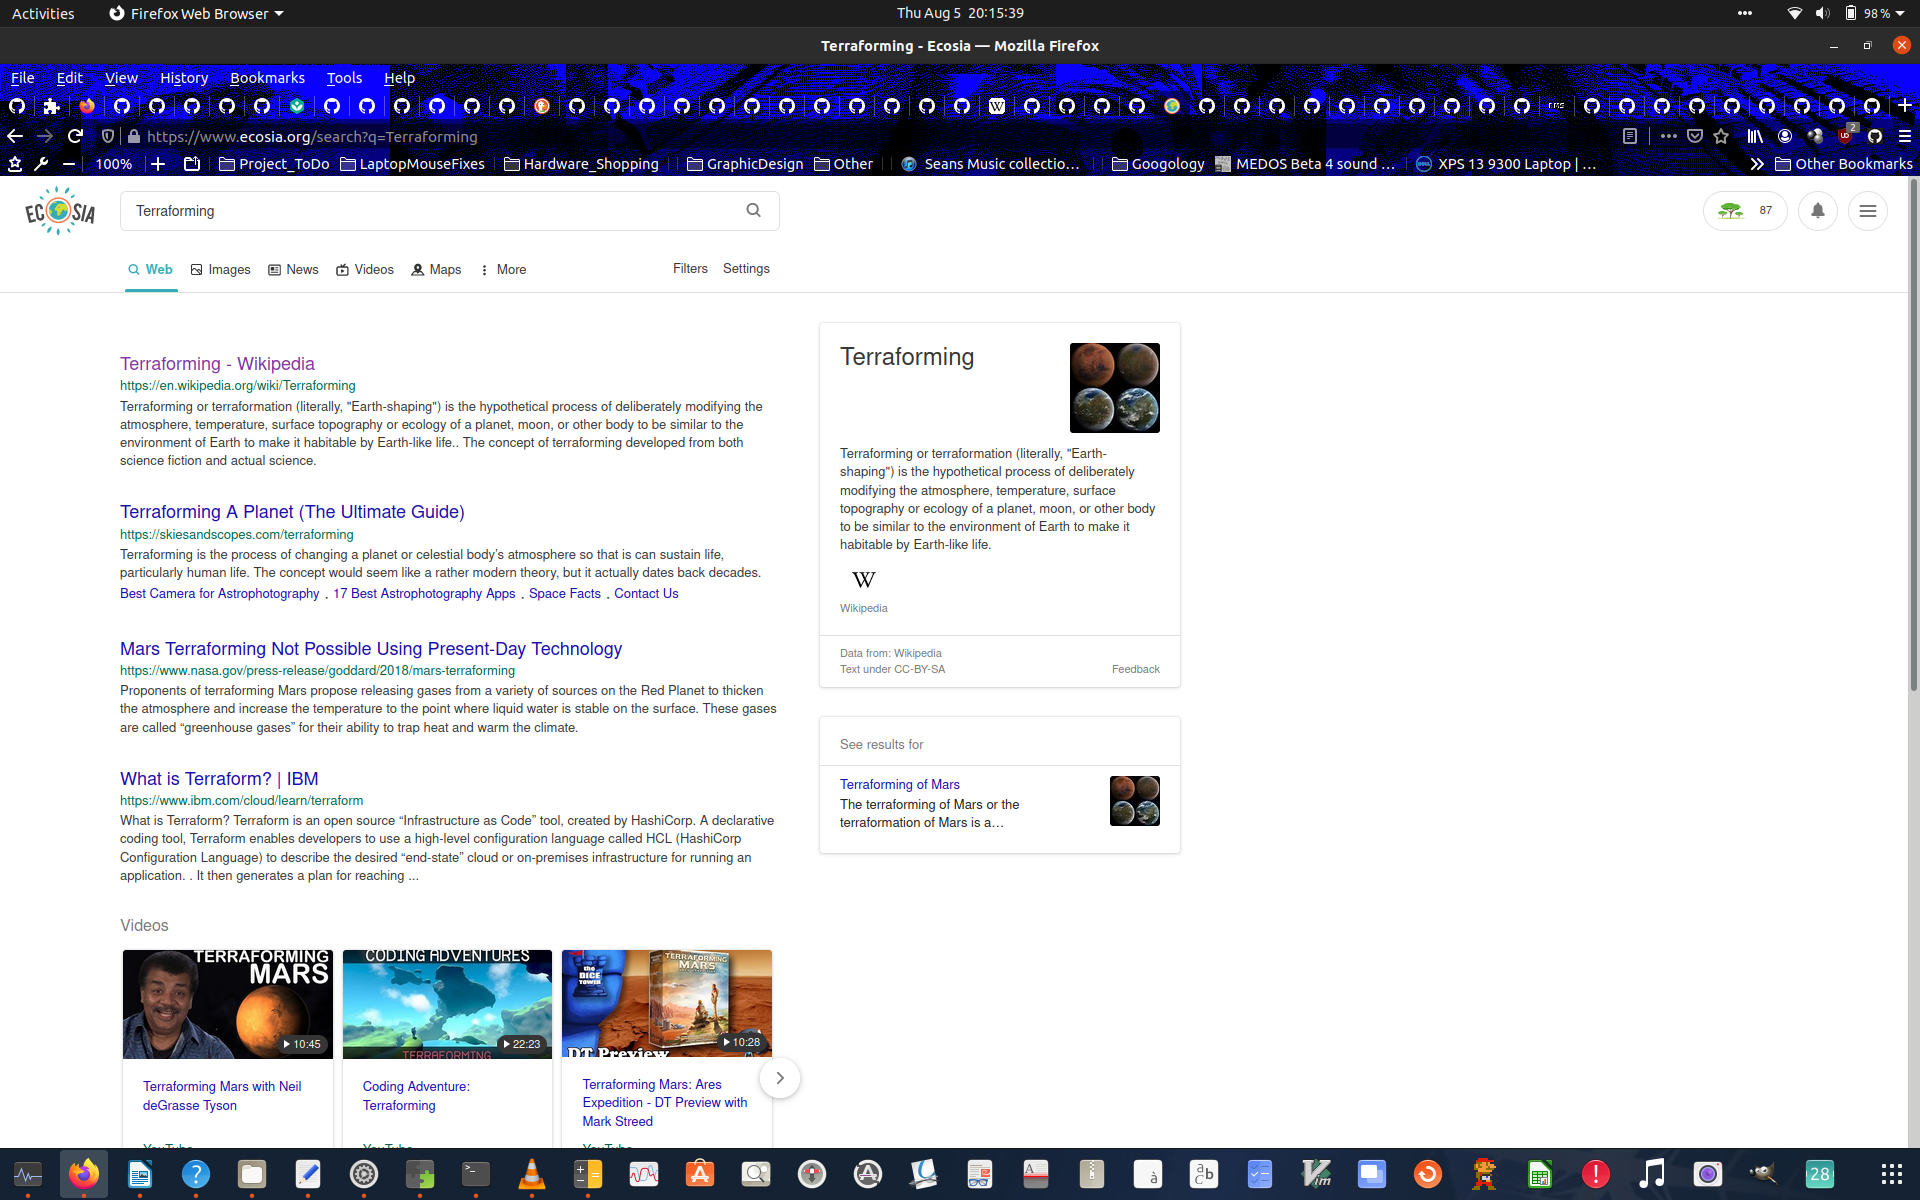 Activities
Firefox Web Browser
Thu Aug 5 20:15:39
98 %
Terraforming - Ecosia — Mozilla Firefox
File Edit View History Bookmarks Tools Help
https://www.ecosia.org/search?q=Terraforming
2
100%
Project_ToDo
LaptopMouseFixes
Hardware_Shopping
GraphicDesign
Other
Seans Music collectio…
Googology
MEDOS Beta 4 sound …
XPS 13 9300 Laptop | …
Other Bookmarks
ECOSIA
Terraforming
87
Web
Images
News
Videos
Maps
More
Filters
Settings
Terraforming - Wikipedia
https://en.wikipedia.org/wiki/Terraforming
Terraforming or terraformation (literally, "Earth-shaping") is the hypothetical process of deliberately modifying the
atmosphere, temperature, surface topography or ecology of a planet, moon, or other body to be similar to the
environment of Earth to make it habitable by Earth-like life.. The concept of terraforming developed from both
science fiction and actual science.
Terraforming A Planet (The Ultimate Guide)
https://skiesandscopes.com/terraforming
Terraforming is the process of changing a planet or celestial body’s atmosphere so that is can sustain life,
particularly human life. The concept would seem like a rather modern theory, but it actually dates back decades.
Best Camera for Astrophotography . 17 Best Astrophotography Apps . Space Facts . Contact Us
Mars Terraforming Not Possible Using Present-Day Technology
https://www.nasa.gov/press-release/goddard/2018/mars-terraforming
Proponents of terraforming Mars propose releasing gases from a variety of sources on the Red Planet to thicken
the atmosphere and increase the temperature to the point where liquid water is stable on the surface. These gases
are called “greenhouse gases” for their ability to trap heat and warm the climate.
What is Terraform? | IBM
https://www.ibm.com/cloud/learn/terraform
What is Terraform? Terraform is an open source “Infrastructure as Code” tool, created by HashiCorp. A declarative
coding tool, Terraform enables developers to use a high-level configuration language called HCL (HashiCorp
Configuration Language) to describe the desired “end-state” cloud or on-premises infrastructure for running an
application. . It then generates a plan for reaching ...
Videos
TERRAFORMING
MARS
10:45
Terraforming Mars with Neil
deGrasse Tyson
YouTube
CODING ADVENTURES
TERRAFORMING
22:23
Coding Adventure:
Terraforming
YouTube
the
DICE
TOWER
TERRAFORMING
MARS
DT Preview
10:28
Terraforming Mars: Ares
Expedition - DT Preview with
Mark Streed
YouTube
Terraforming
Terraforming or terraformation (literally, "Earth-
shaping") is the hypothetical process of deliberately
modifying the atmosphere, temperature, surface
topography or ecology of a planet, moon, or other body
to be similar to the environment of Earth to make it
habitable by Earth-like life.
W
Wikipedia
Data from: Wikipedia
Text under CC-BY-SA
Feedback
See results for
Terraforming of Mars
The terraforming of Mars or the
terraformation of Mars is a…
28